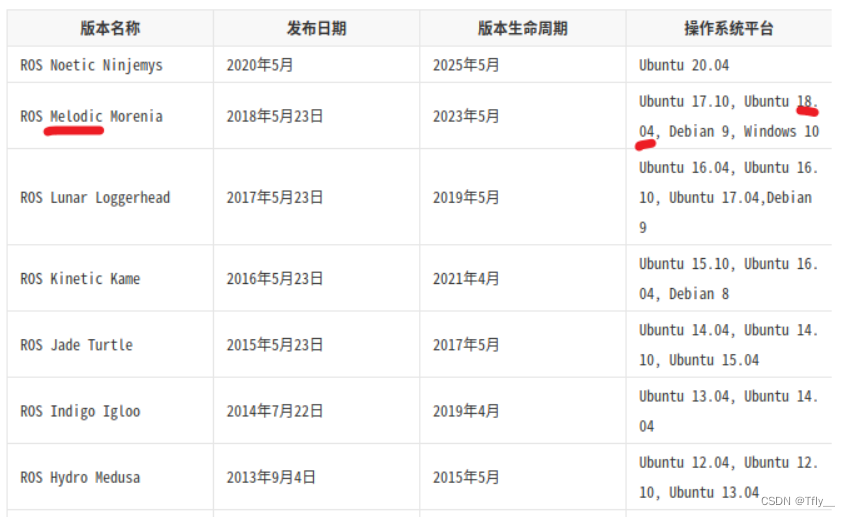 版本名称 发布日期 版本生命周期 操作系统平台
ROS Noetic Ninjemys 2020年5月 2025年5月 Ubuntu 20.04
ROS Melodic Morenia 2018年5月23日 2023年5月 Ubuntu 17.10, Ubuntu 18.
04, Debian 9, Windows 10
ROS Lunar Loggerhead 2017年5月23日 2019年5月 Ubuntu 16.04, Ubuntu 16.
10, Ubuntu 17.04,Debian
9
ROS Kinetic Kame 2016年5月23日 2021年4月 Ubuntu 15.10, Ubuntu 16.
04, Debian 8
ROS Jade Turtle 2015年5月23日 2017年5月 Ubuntu 14.04, Ubuntu 14.
10, Ubuntu 15.04
ROS Indigo Igloo 2014年7月22日 2019年4月 Ubuntu 13.04, Ubuntu 14.
04
ROS Hydro Medusa 2013年9月4日 2015年5月 Ubuntu 12.04, Ubuntu 12.
10, Ubuntu 13.04
CSDN @Tfly__